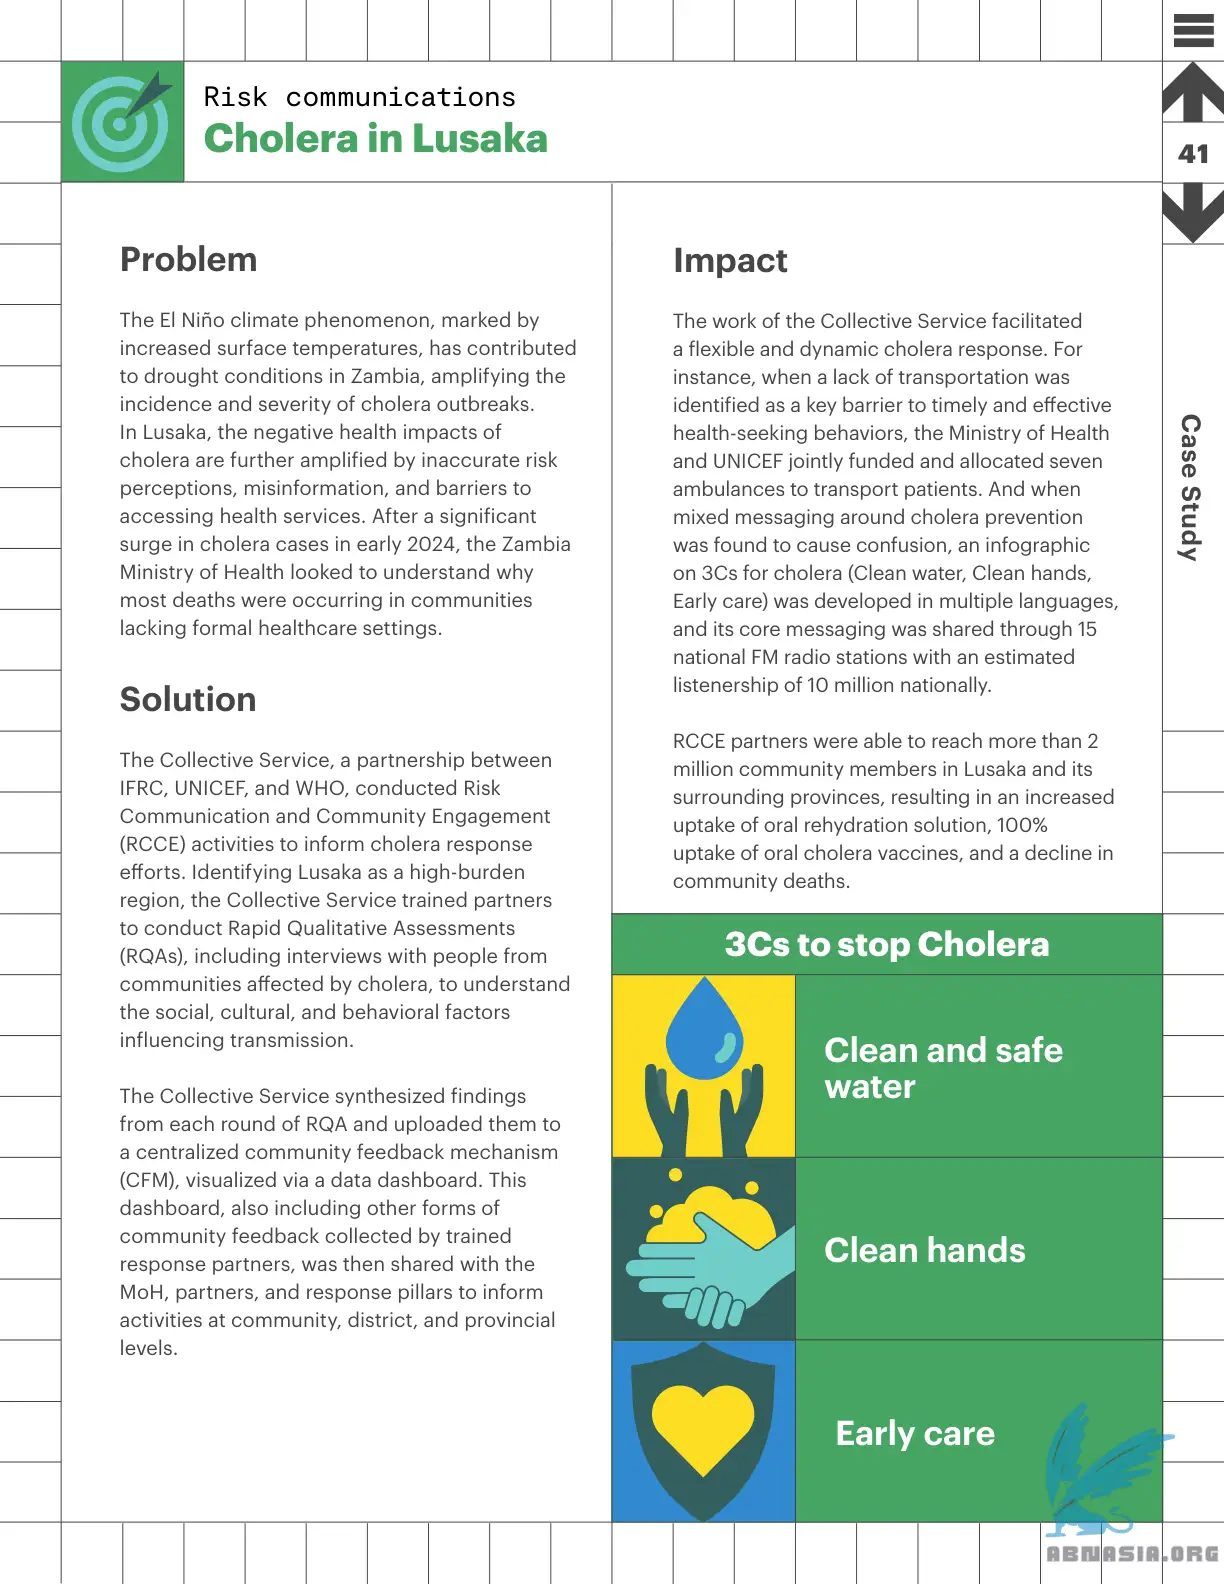 Risk communications
Cholera in Lusaka
41
Case Study
Problem
The El Niño climate phenomenon, marked by
increased surface temperatures, has contributed
to drought conditions in Zambia, amplifying the
incidence and severity of cholera outbreaks.
In Lusaka, the negative health impacts of
cholera are further amplified by inaccurate risk
perceptions, misinformation, and barriers to
accessing health services. After a significant
surge in cholera cases in early 2024, the Zambia
Ministry of Health looked to understand why
most deaths were occurring in communities
lacking formal healthcare settings.
Solution
The Collective Service, a partnership between
IFRC, UNICEF, and WHO, conducted Risk
Communication and Community Engagement
(RCCE) activities to inform cholera response
efforts. Identifying Lusaka as a high-burden
region, the Collective Service trained partners
to conduct Rapid Qualitative Assessments
(RQAs), including interviews with people from
communities affected by cholera, to understand
the social, cultural, and behavioral factors
influencing transmission.
The Collective Service synthesized findings
from each round of RQA and uploaded them to
a centralized community feedback mechanism
(CFM), visualized via a data dashboard. This
dashboard, also including other forms of
community feedback collected by trained
response partners, was then shared with the
MoH, partners, and response pillars to inform
activities at community, district, and provincial
levels.
Impact
The work of the Collective Service facilitated
a flexible and dynamic cholera response. For
instance, when a lack of transportation was
identified as a key barrier to timely and effective
health-seeking behaviors, the Ministry of Health
and UNICEF jointly funded and allocated seven
ambulances to transport patients. And when
mixed messaging around cholera prevention
was found to cause confusion, an infographic
on 3Cs for cholera (Clean water, Clean hands,
Early care) was developed in multiple languages,
and its core messaging was shared through 15
national FM radio stations with an estimated
listenership of 10 million nationally.
RCCE partners were able to reach more than 2
million community members in Lusaka and its
surrounding provinces, resulting in an increased
uptake of oral rehydration solution, 100%
uptake of oral cholera vaccines, and a decline in
community deaths.
3Cs to stop Cholera
Clean and safe
water
Clean hands
Early care
ABNASIA.ORG